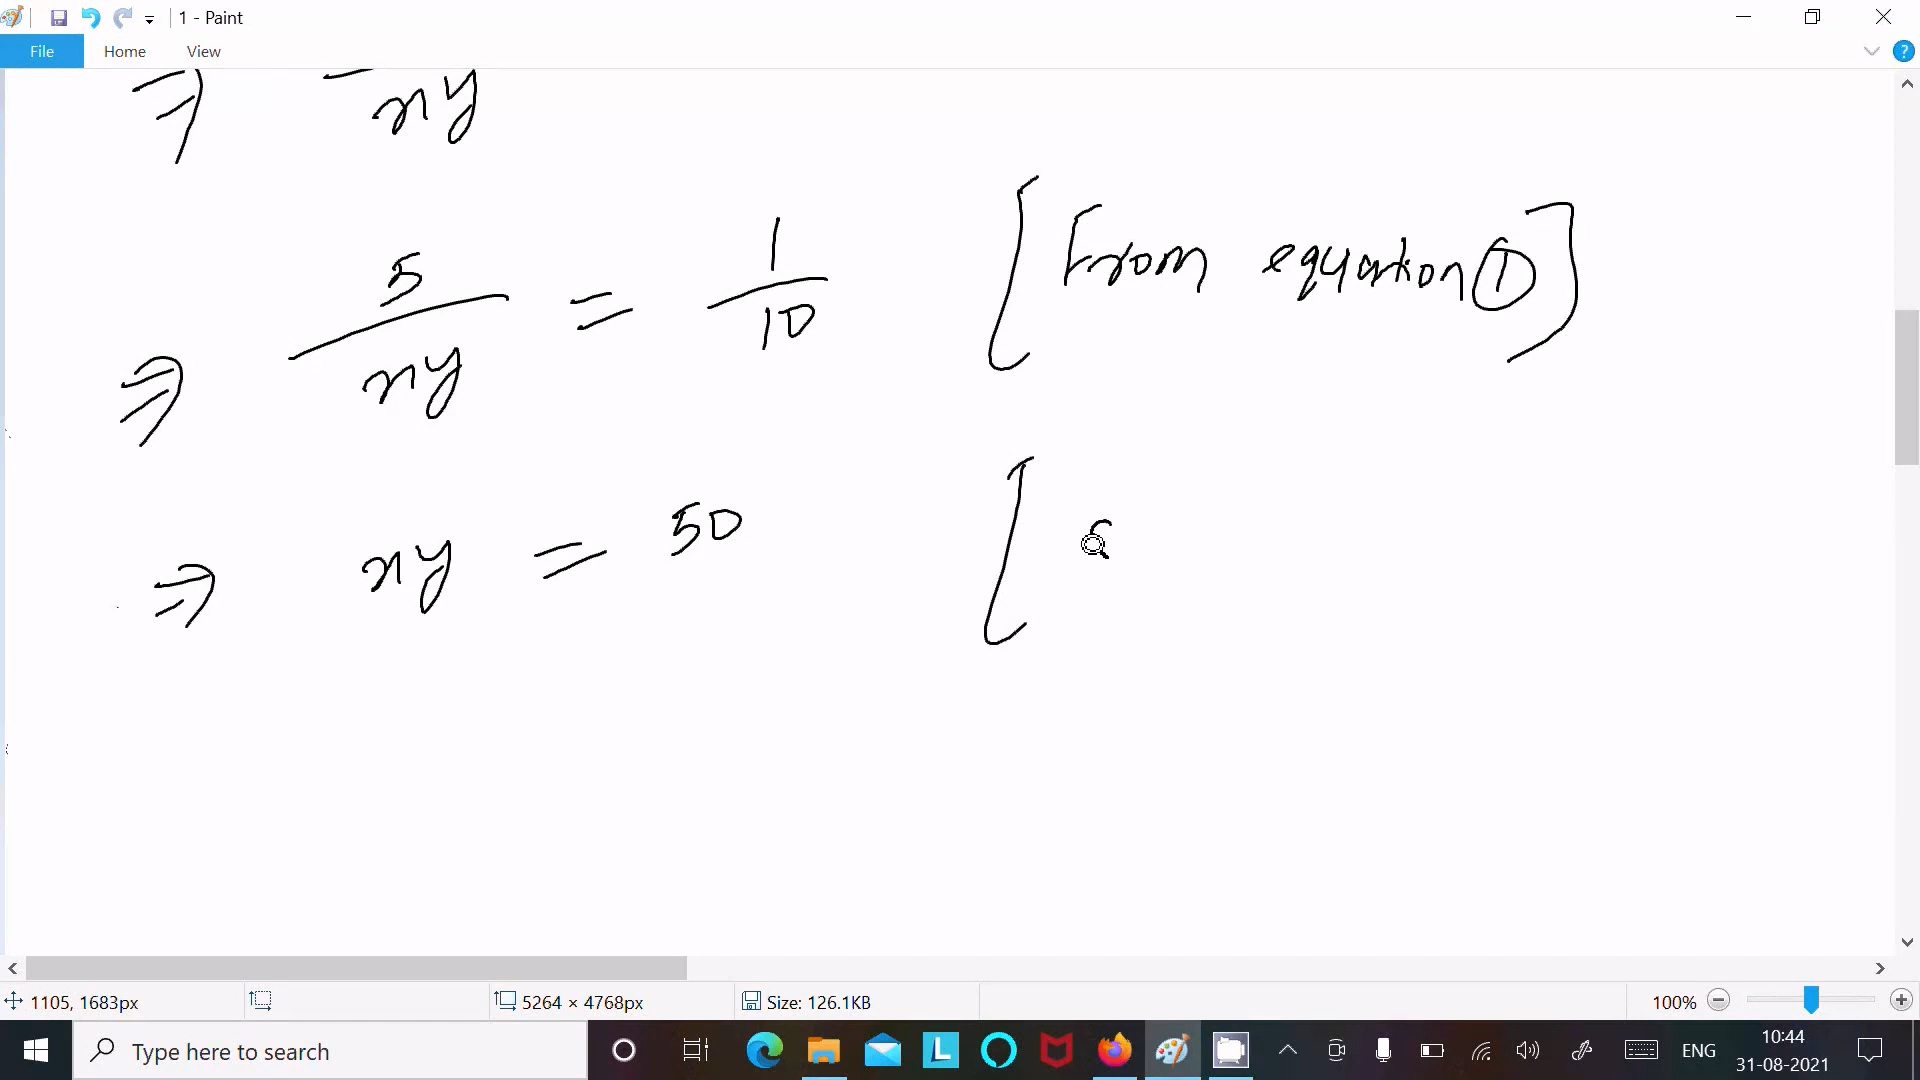 1 - Paint
File Home View
⇒ xy
⇒ 5/xy = 1/10 [From equation ①]
⇒ xy = 50 [
1105, 1683px 5264 × 4768px Size: 126.1KB 100%
Type here to search ENG 10:44
31-08-2021